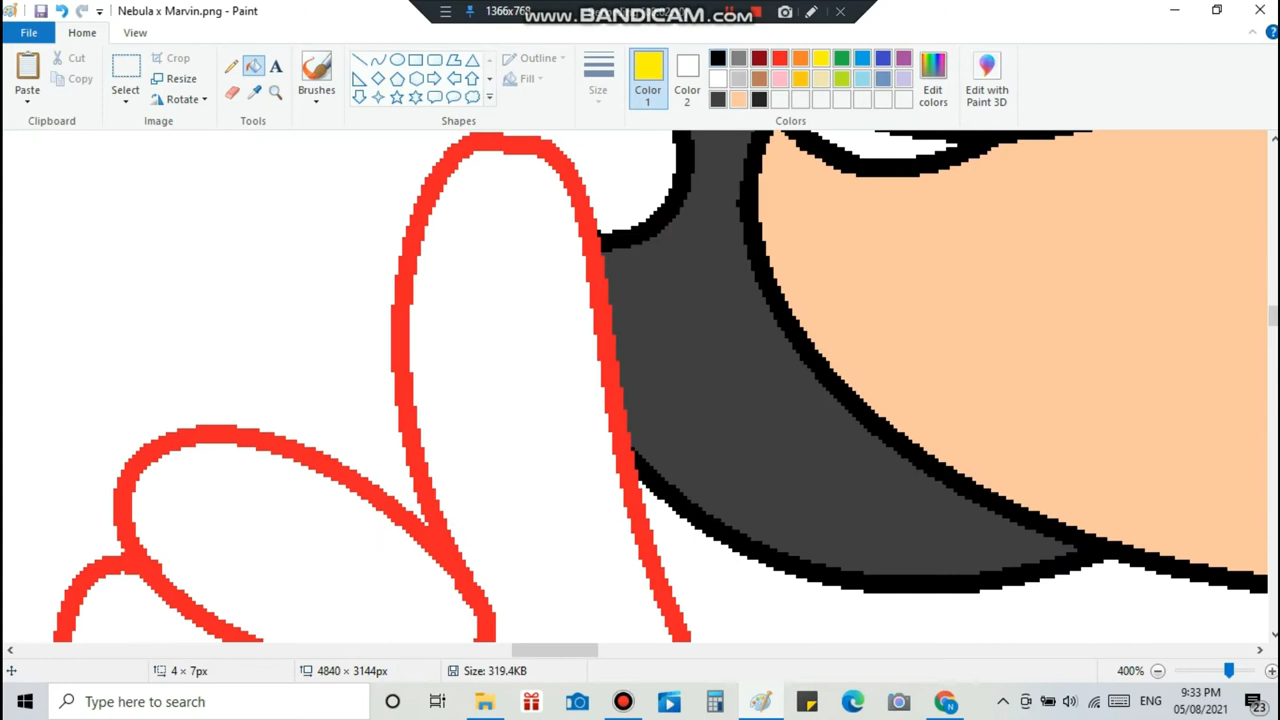 Nebula x Marvin.png - Paint
1366x768
www.BANDICAM.com
File
Home
View
Paste
Cut
Copy
Clipboard
Select
Crop
Resize
Rotate
Image
A
Tools
Brushes
Outline
Fill
Shapes
Size
Color
1
Color
2
Edit
colors
Colors
Edit with
Paint 3D
4 × 7px
4840 × 3144px
Size: 319.4KB
400%
Type here to search
ENG
9:33 PM
05/08/2021
23